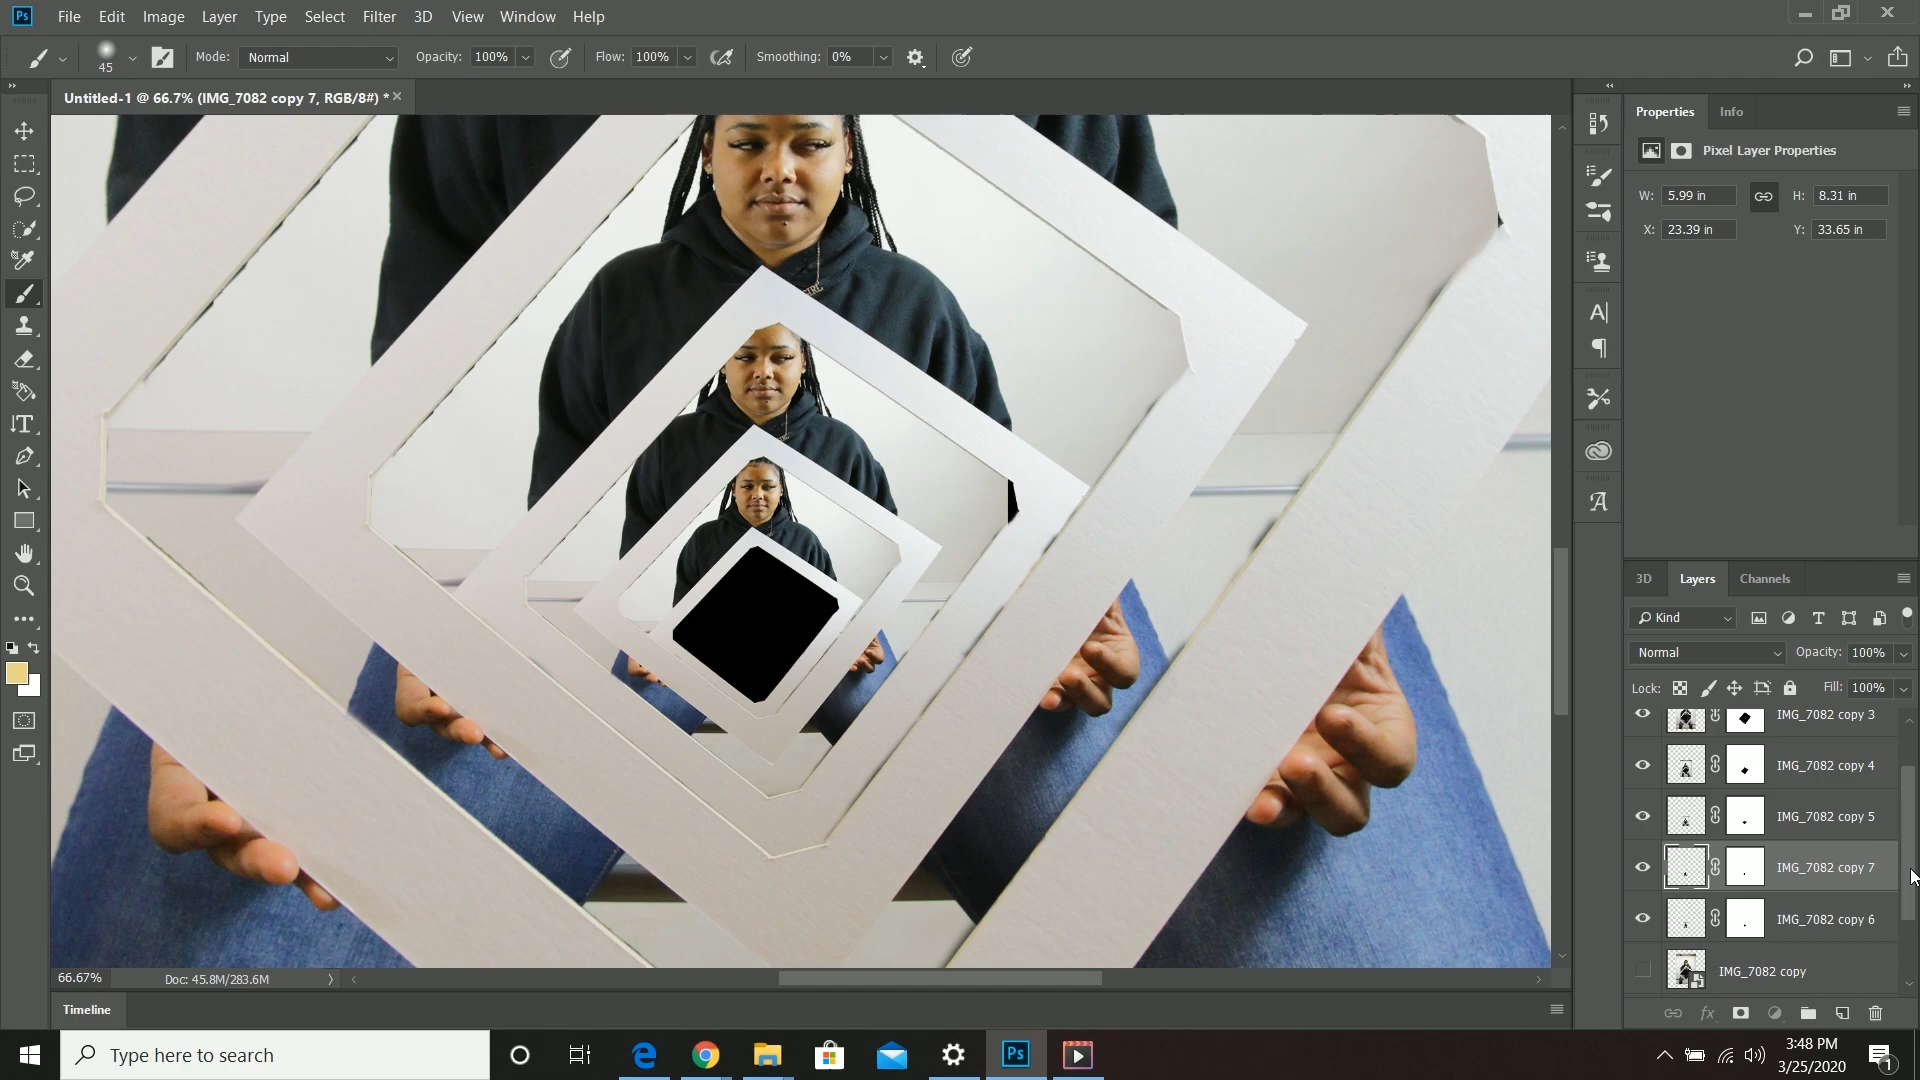 Ps File Edit Image Layer Type Select Filter 3D View Window Help
45 Mode: Normal Opacity: 100% Flow: 100% Smoothing: 0%
Untitled-1 @ 66.7% (IMG_7082 copy 7, RGB/8#) *
Properties Info
Pixel Layer Properties
W: 5.99 in H: 8.31 in
X: 23.39 in Y: 33.65 in
3D Layers Channels
Kind
Normal Opacity: 100%
Lock: Fill: 100%
IMG_7082 copy 3
IMG_7082 copy 4
IMG_7082 copy 5
IMG_7082 copy 7
IMG_7082 copy 6
IMG_7082 copy
66.67% Doc: 45.8M/283.6M
Timeline
Type here to search
Ps
3:48 PM
3/25/2020
1